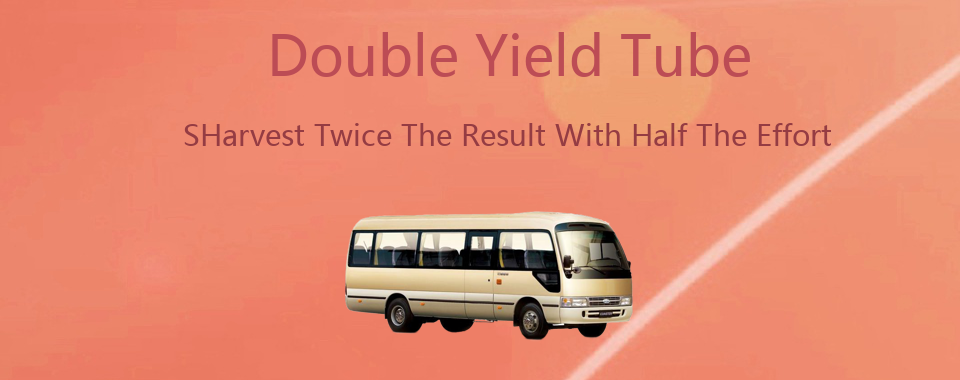 Double Yield Tube
SHarvest Twice The Result With Half The Effort